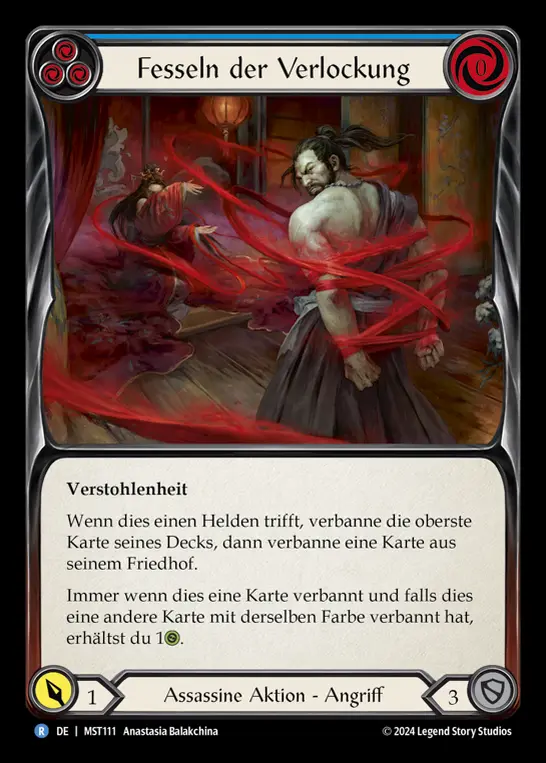 0
Fesseln der Verlockung
Verstohlenheit
Wenn dies einen Helden trifft, verbanne die oberste
Karte seines Decks, dann verbanne eine Karte aus
seinem Friedhof.
Immer wenn dies eine Karte verbannt und falls dies
eine andere Karte mit derselben Farbe verbannt hat,
erhältst du 1.
1
Assassine Aktion - Angriff
3
R DE | MST111 Anastasia Balakchina
© 2024 Legend Story Studios